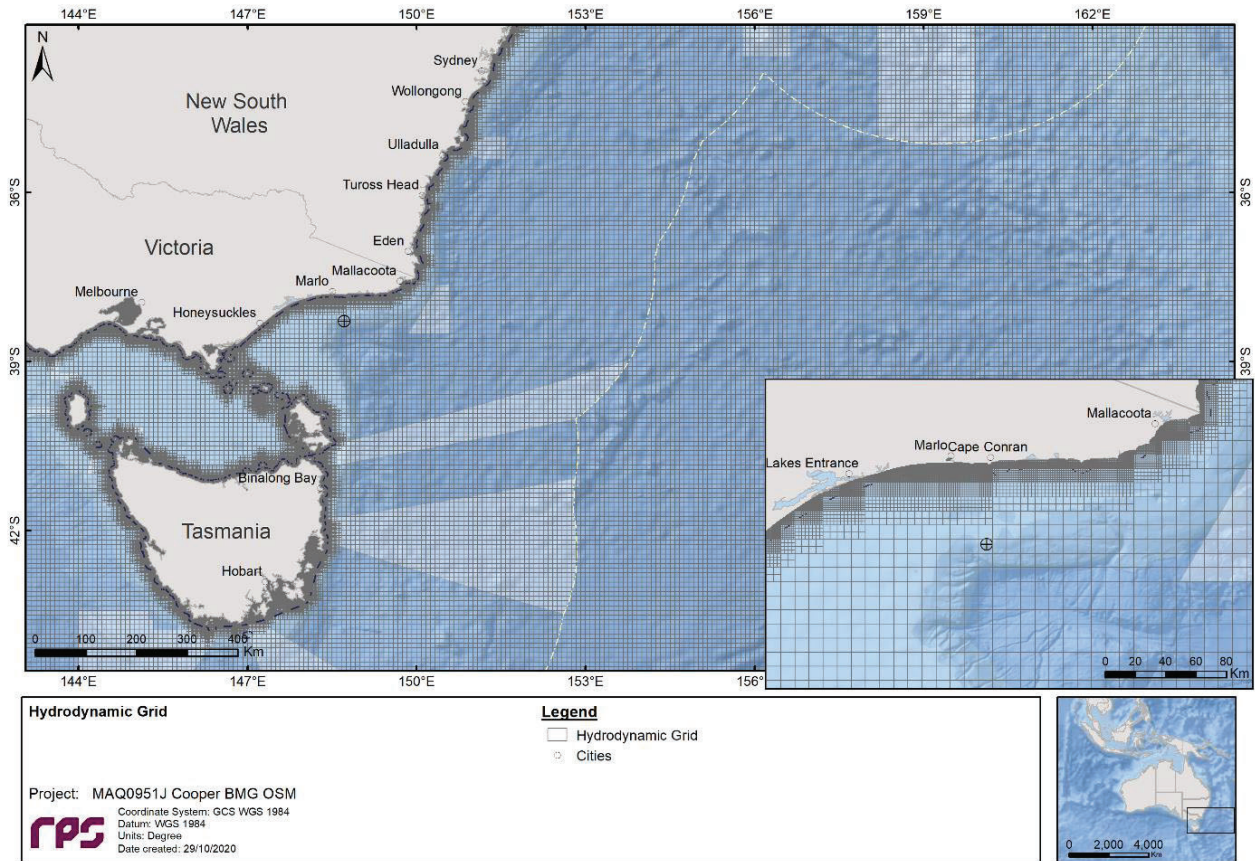 144°E 147°E 150°E 153°E 156°E 159°E 162°E
N
Sydney
Wollongong
New South
Wales
Ulladulla
Tuross Head
36°S 36°S
Eden
Victoria
Mallacoota
Marlo
Melbourne
Honeysuckles
39°S 39°S
Mallacoota
Marlo Cape Conran
Lakes Entrance
Binalong Bay
Tasmania
42°S
Hobart
0 100 200 300 400
Km
0 20 40 60 80
Km
144°E 147°E 150°E 153°E 156°
Hydrodynamic Grid
Legend
Hydrodynamic Grid
Cities
Project: MAQ0951J Cooper BMG OSM
rps
Coordinate System: GCS WGS 1984
Datum: WGS 1984
Units: Degree
Date created: 29/10/2020
0 2,000 4,000
Km